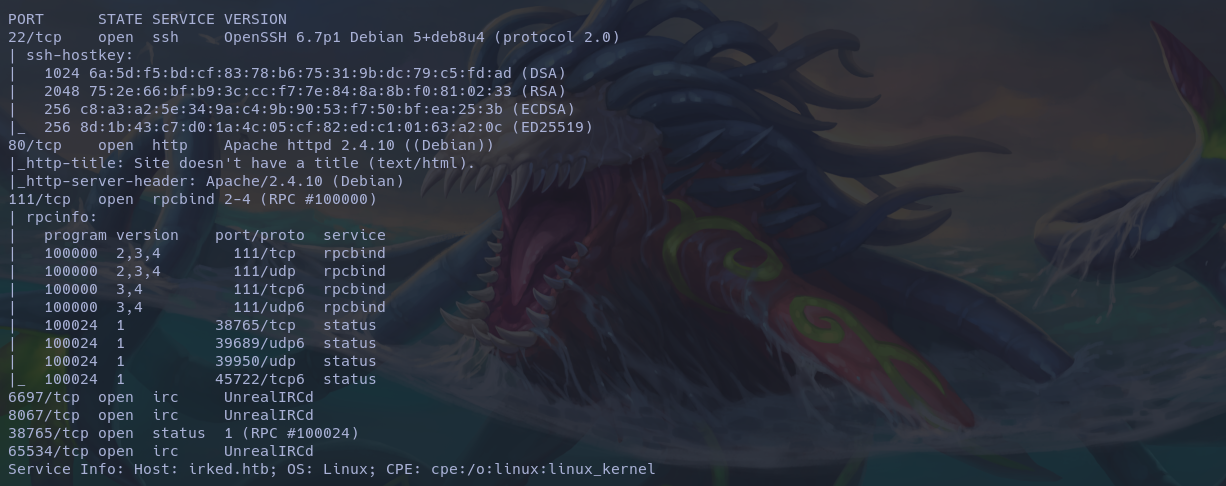 PORT      STATE SERVICE VERSION
22/tcp    open  ssh     OpenSSH 6.7p1 Debian 5+deb8u4 (protocol 2.0)
| ssh-hostkey:
|   1024 6a:5d:f5:bd:cf:83:78:b6:75:31:9b:dc:79:c5:fd:ad (DSA)
|   2048 75:2e:66:bf:b9:3c:cc:f7:7e:84:8a:8b:f0:81:02:33 (RSA)
|   256 c8:a3:a2:5e:34:9a:c4:9b:90:53:f7:50:bf:ea:25:3b (ECDSA)
|_  256 8d:1b:43:c7:d0:1a:4c:05:cf:82:ed:c1:01:63:a2:0c (ED25519)
80/tcp    open  http    Apache httpd 2.4.10 ((Debian))
|_http-title: Site doesn't have a title (text/html).
|_http-server-header: Apache/2.4.10 (Debian)
111/tcp   open  rpcbind 2-4 (RPC #100000)
| rpcinfo:
|   program version    port/proto  service
|   100000  2,3,4        111/tcp   rpcbind
|   100000  2,3,4        111/udp   rpcbind
|   100000  3,4          111/tcp6  rpcbind
|   100000  3,4          111/udp6  rpcbind
|   100024  1          38765/tcp   status
|   100024  1          39689/udp6  status
|   100024  1          39950/udp   status
|_  100024  1          45722/tcp6  status
6697/tcp  open  irc     UnrealIRCd
8067/tcp  open  irc     UnrealIRCd
38765/tcp open  status  1 (RPC #100024)
65534/tcp open  irc     UnrealIRCd
Service Info: Host: irked.htb; OS: Linux; CPE: cpe:/o:linux:linux_kernel